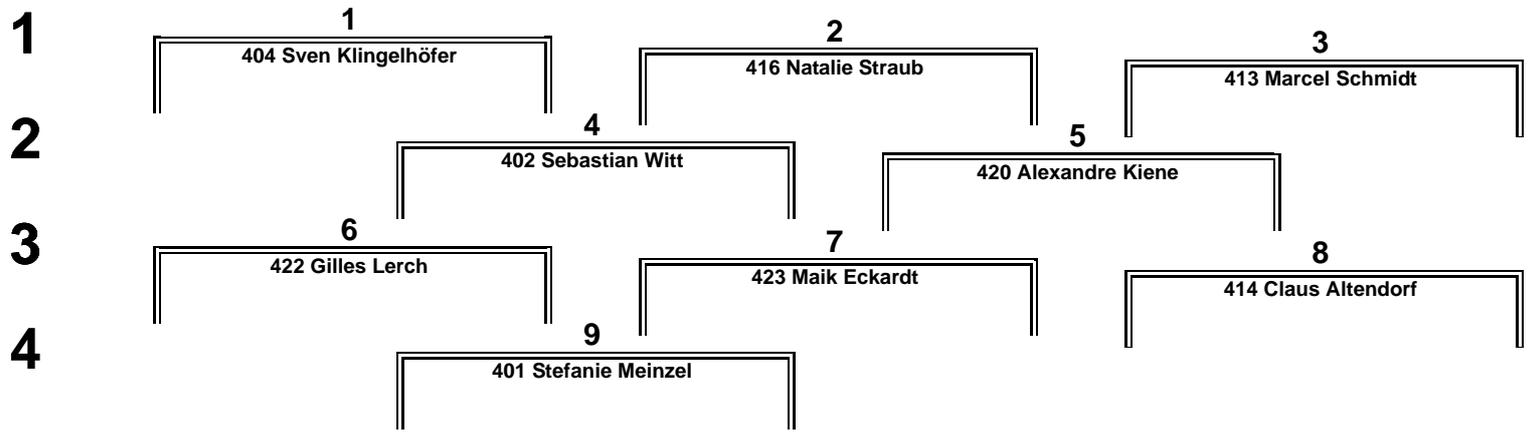 1
1
404 Sven Klingelhöfer
2
416 Natalie Straub
3
413 Marcel Schmidt
2
4
402 Sebastian Witt
5
420 Alexandre Kiene
3
6
422 Gilles Lerch
7
423 Maik Eckardt
8
414 Claus Altendorf
4
9
401 Stefanie Meinzel